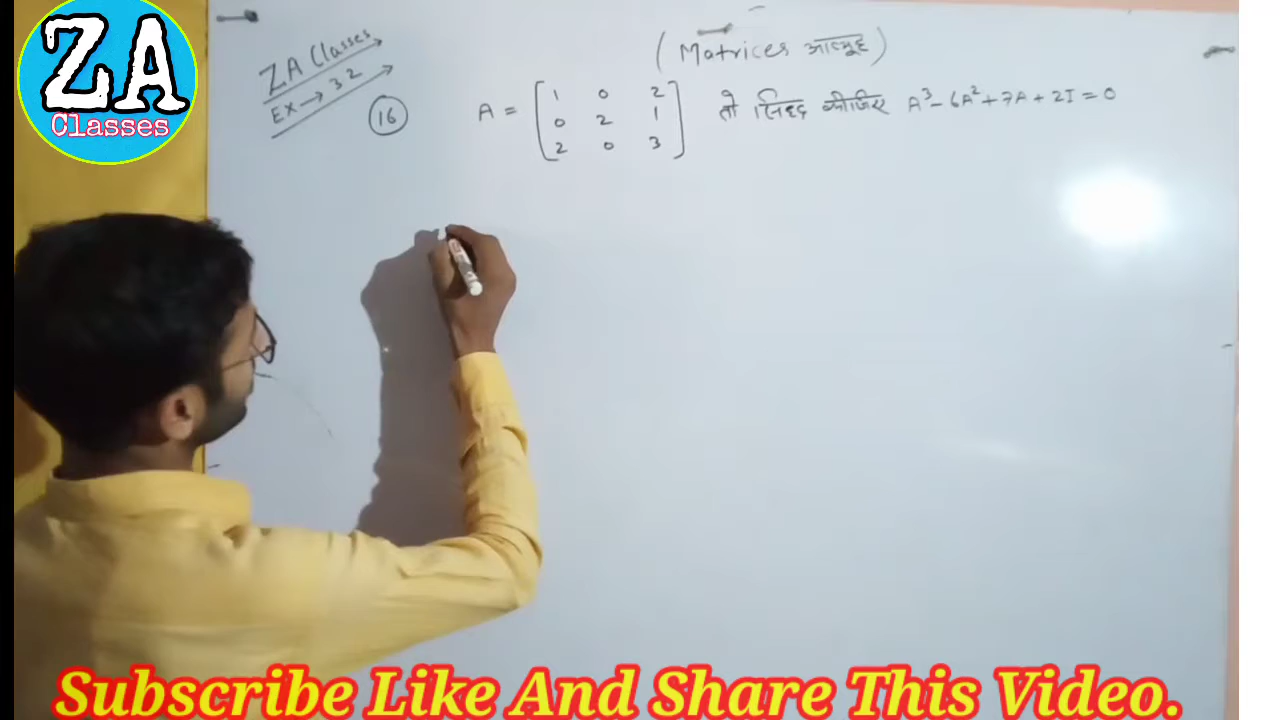 ZA
Classes
ZA Classes
EX → 3.2
(Matrices आव्यूह)
16 A = [ 1 0 2 तो सिद्ध कीजिए A³ - 6A² + 7A + 2I = 0
0 2 1
2 0 3 ]
Subscribe Like And Share This Video.